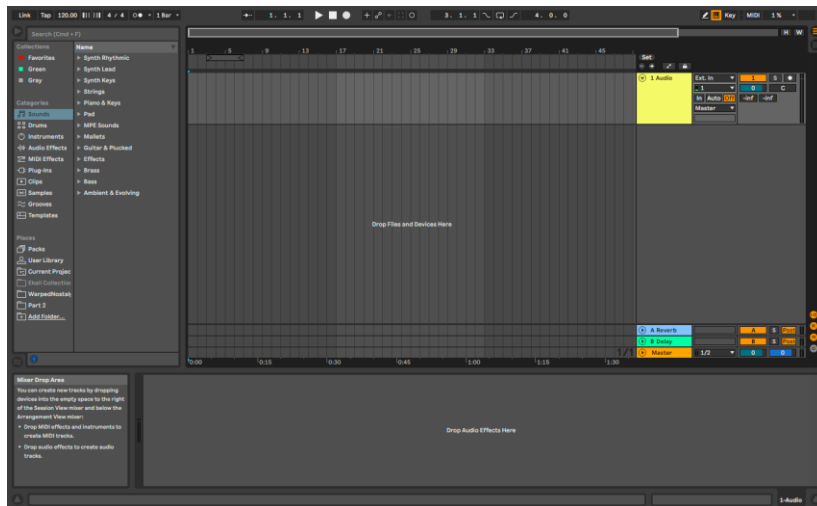 Link Tap 120.00 4 / 4 1 Bar
1. 1. 1 3. 1. 1 4. 0. 0
Key MIDI 1 %
Search (Cmd + F)
H W
Collections
Favorites
Green
Gray
Categories
Sounds
Drums
Instruments
Audio Effects
MIDI Effects
Plug-Ins
Clips
Samples
Grooves
Templates
Places
Packs
User Library
Current Projec
Ekali Collection
WarpedNostalg
Part 2
Add Folder...
Name
Synth Rhythmic
Synth Lead
Synth Keys
Strings
Piano & Keys
Pad
MPE Sounds
Mallets
Guitar & Plucked
Effects
Brass
Bass
Ambient & Evolving
1 5 9 13 17 21 25 29 33 37 41 45
Set
1 Audio Ext. In 1 S
1 0 C
In Auto Off -inf -inf
Master
Drop Files and Devices Here
A Reverb A S Post
B Delay B S Post
1/1 Master 1/2 0 0
0:00 0:15 0:30 0:45 1:00 1:15 1:30
Mixer Drop Area
You can create new tracks by dropping
devices into the empty space to the right
of the Session View mixer and below the
Arrangement View mixer:
• Drop MIDI effects and instruments to
create MIDI tracks.
• Drop audio effects to create audio
tracks.
Drop Audio Effects Here
1-Audio